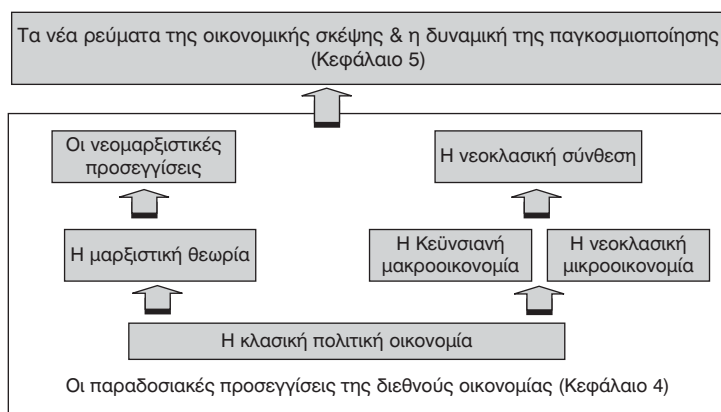 Τα νέα ρεύματα της οικονομικής σκέψης & η δυναμική της παγκοσμιοποίησης
(Κεφάλαιο 5)
Οι νεομαρξιστικές
προσεγγίσεις
Η νεοκλασική σύνθεση
Η μαρξιστική θεωρία
Η Κεϋνσιανή
μακροοικονομία
Η νεοκλασική
μικροοικονομία
Η κλασική πολιτική οικονομία
Οι παραδοσιακές προσεγγίσεις της διεθνούς οικονομίας (Κεφάλαιο 4)